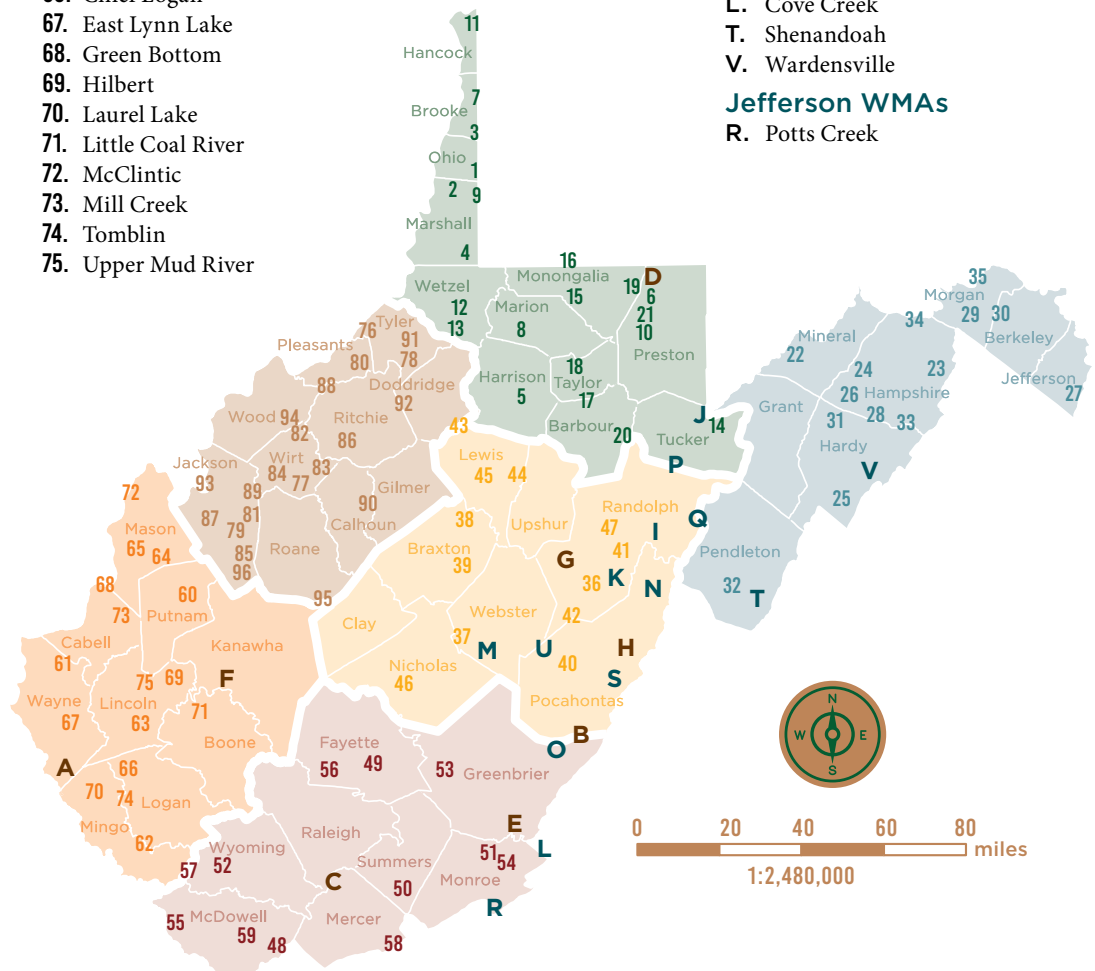 66. Chief Logan
67. East Lynn Lake
68. Green Bottom
69. Hilbert
70. Laurel Lake
71. Little Coal River
72. McClintic
73. Mill Creek
74. Tomblin
75. Upper Mud River
L. Cove Creek
T. Shenandoah
V. Wardensville
Jefferson WMAs
R. Potts Creek
11
Hancock
7
Brooke
3
Ohio
1
2 9
Marshall
4
16
Monongalia D
19
Wetzel 15 6
12 Marion 21
13 8 10
Preston
Harrison 18
Taylor
5 17
Barbour 20
J 14
Tucker
P
35
Morgan
29 30
34
Berkeley
Mineral
22
24 23
Jefferson
27
26 Hampshire
Grant
28 33
31
Hardy
V
25
Pendleton
32 T
Q
76 Tyler
91
Pleasants
80 78
88 Doddridge
92
Wood 94 Ritchie
82 86
Jackson Wirt 83
93 84 77
89 Gilmer
90
87 81 Calhoun
79
85 Roane
96
95
43
Lewis
45 44
Randolph
47 I
38 Upshur
Braxton 41
39 G
K
36 N
Webster 42
Clay
37 M U H
40
Nicholas S
46 Pocahontas
B
O
72
Mason
65 64
68 60
73 Putnam
Cabell Kanawha
61
75 69 F
Wayne Lincoln
67 63 71
Boone
A 66
70 74 Logan
Mingo
62
Fayette
56 49 53
Greenbrier
Raleigh E
L
Wyoming 51
52 Summers 54
57 Monroe
C 50
R
McDowell
55 Mercer
59 48 58
N
W E
S
0 20 40 60 80
miles
1:2,480,000